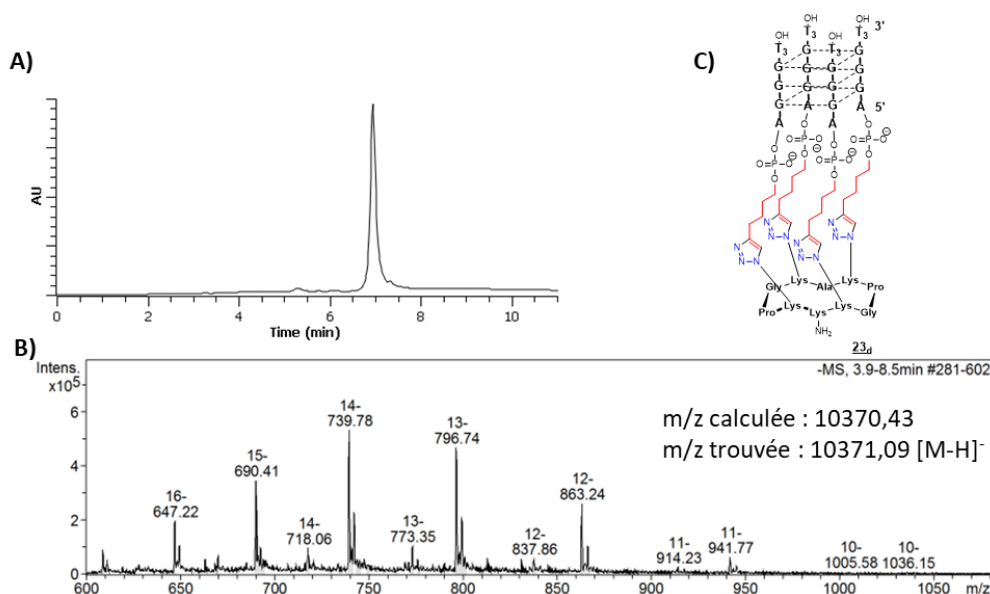 A)
AU
0 2 4 6 8 10
Time (min)
C)
OH OH OH OH
T3 T3 T3 T3
3'
G G G G
G G G G
G G G G
A A A A
5'
O O O O
O-P-O⊖ O-P-O⊖ O-P-O⊖ O-P-O⊖
O O O O
N=N N=N N=N N=N
N N N N
Gly Lys Ala Lys Pro
Pro Lys Lys Lys Gly
NH2
23d
B)
Intens.
x10^5
-MS, 3.9-8.5min #281-602
6
4
2
0
16-
647.22
15-
690.41
14-
718.06
14-
739.78
13-
773.35
13-
796.74
12-
837.86
12-
863.24
11-
914.23
11-
941.77
10-
1005.58
10-
1036.15
m/z calculée : 10370,43
m/z trouvée : 10371,09 [M-H]-
600 650 700 750 800 850 900 950 1000 1050 m/z